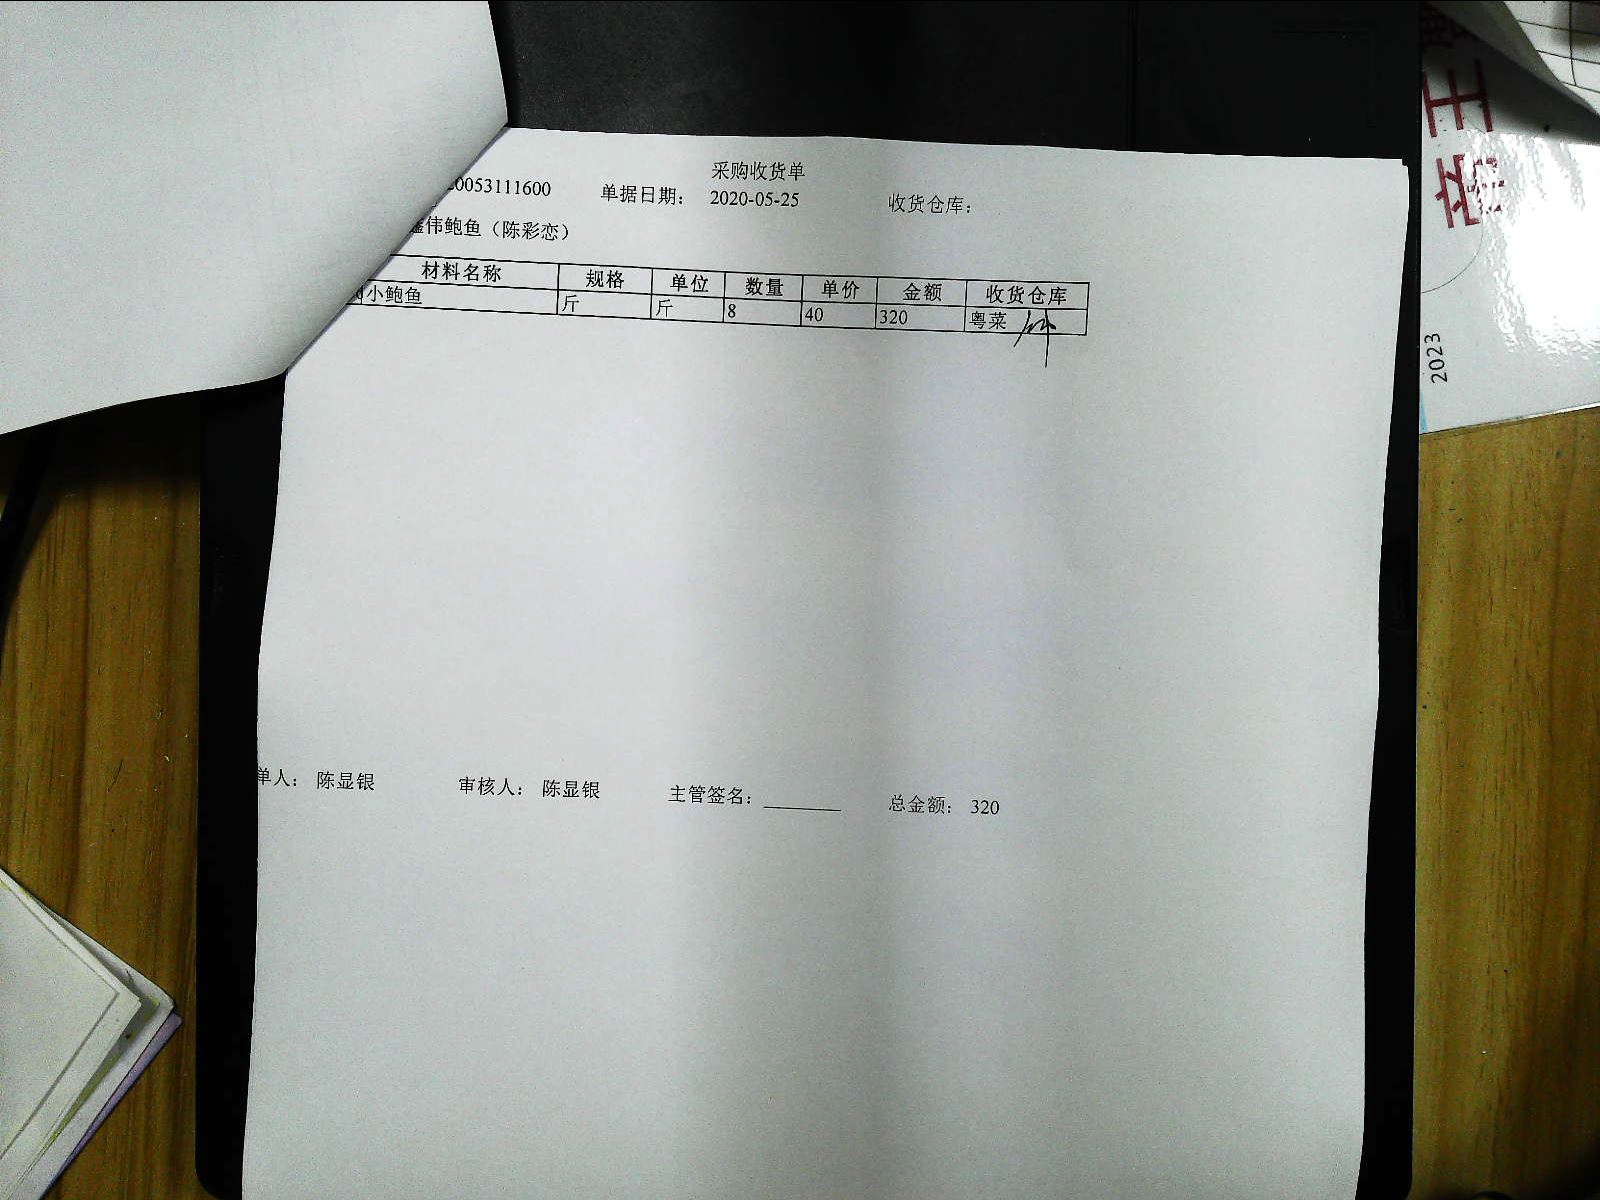 采购收货单
20053111600 单据日期： 2020-05-25 收货仓库：
鑫伟鲍鱼（陈彩恋）
材料名称 规格 单位 数量 单价 金额 收货仓库
小鲍鱼 斤 斤 8 40 320 粤菜
单人： 陈显银 审核人： 陈显银 主管签名：________ 总金额： 320
2023